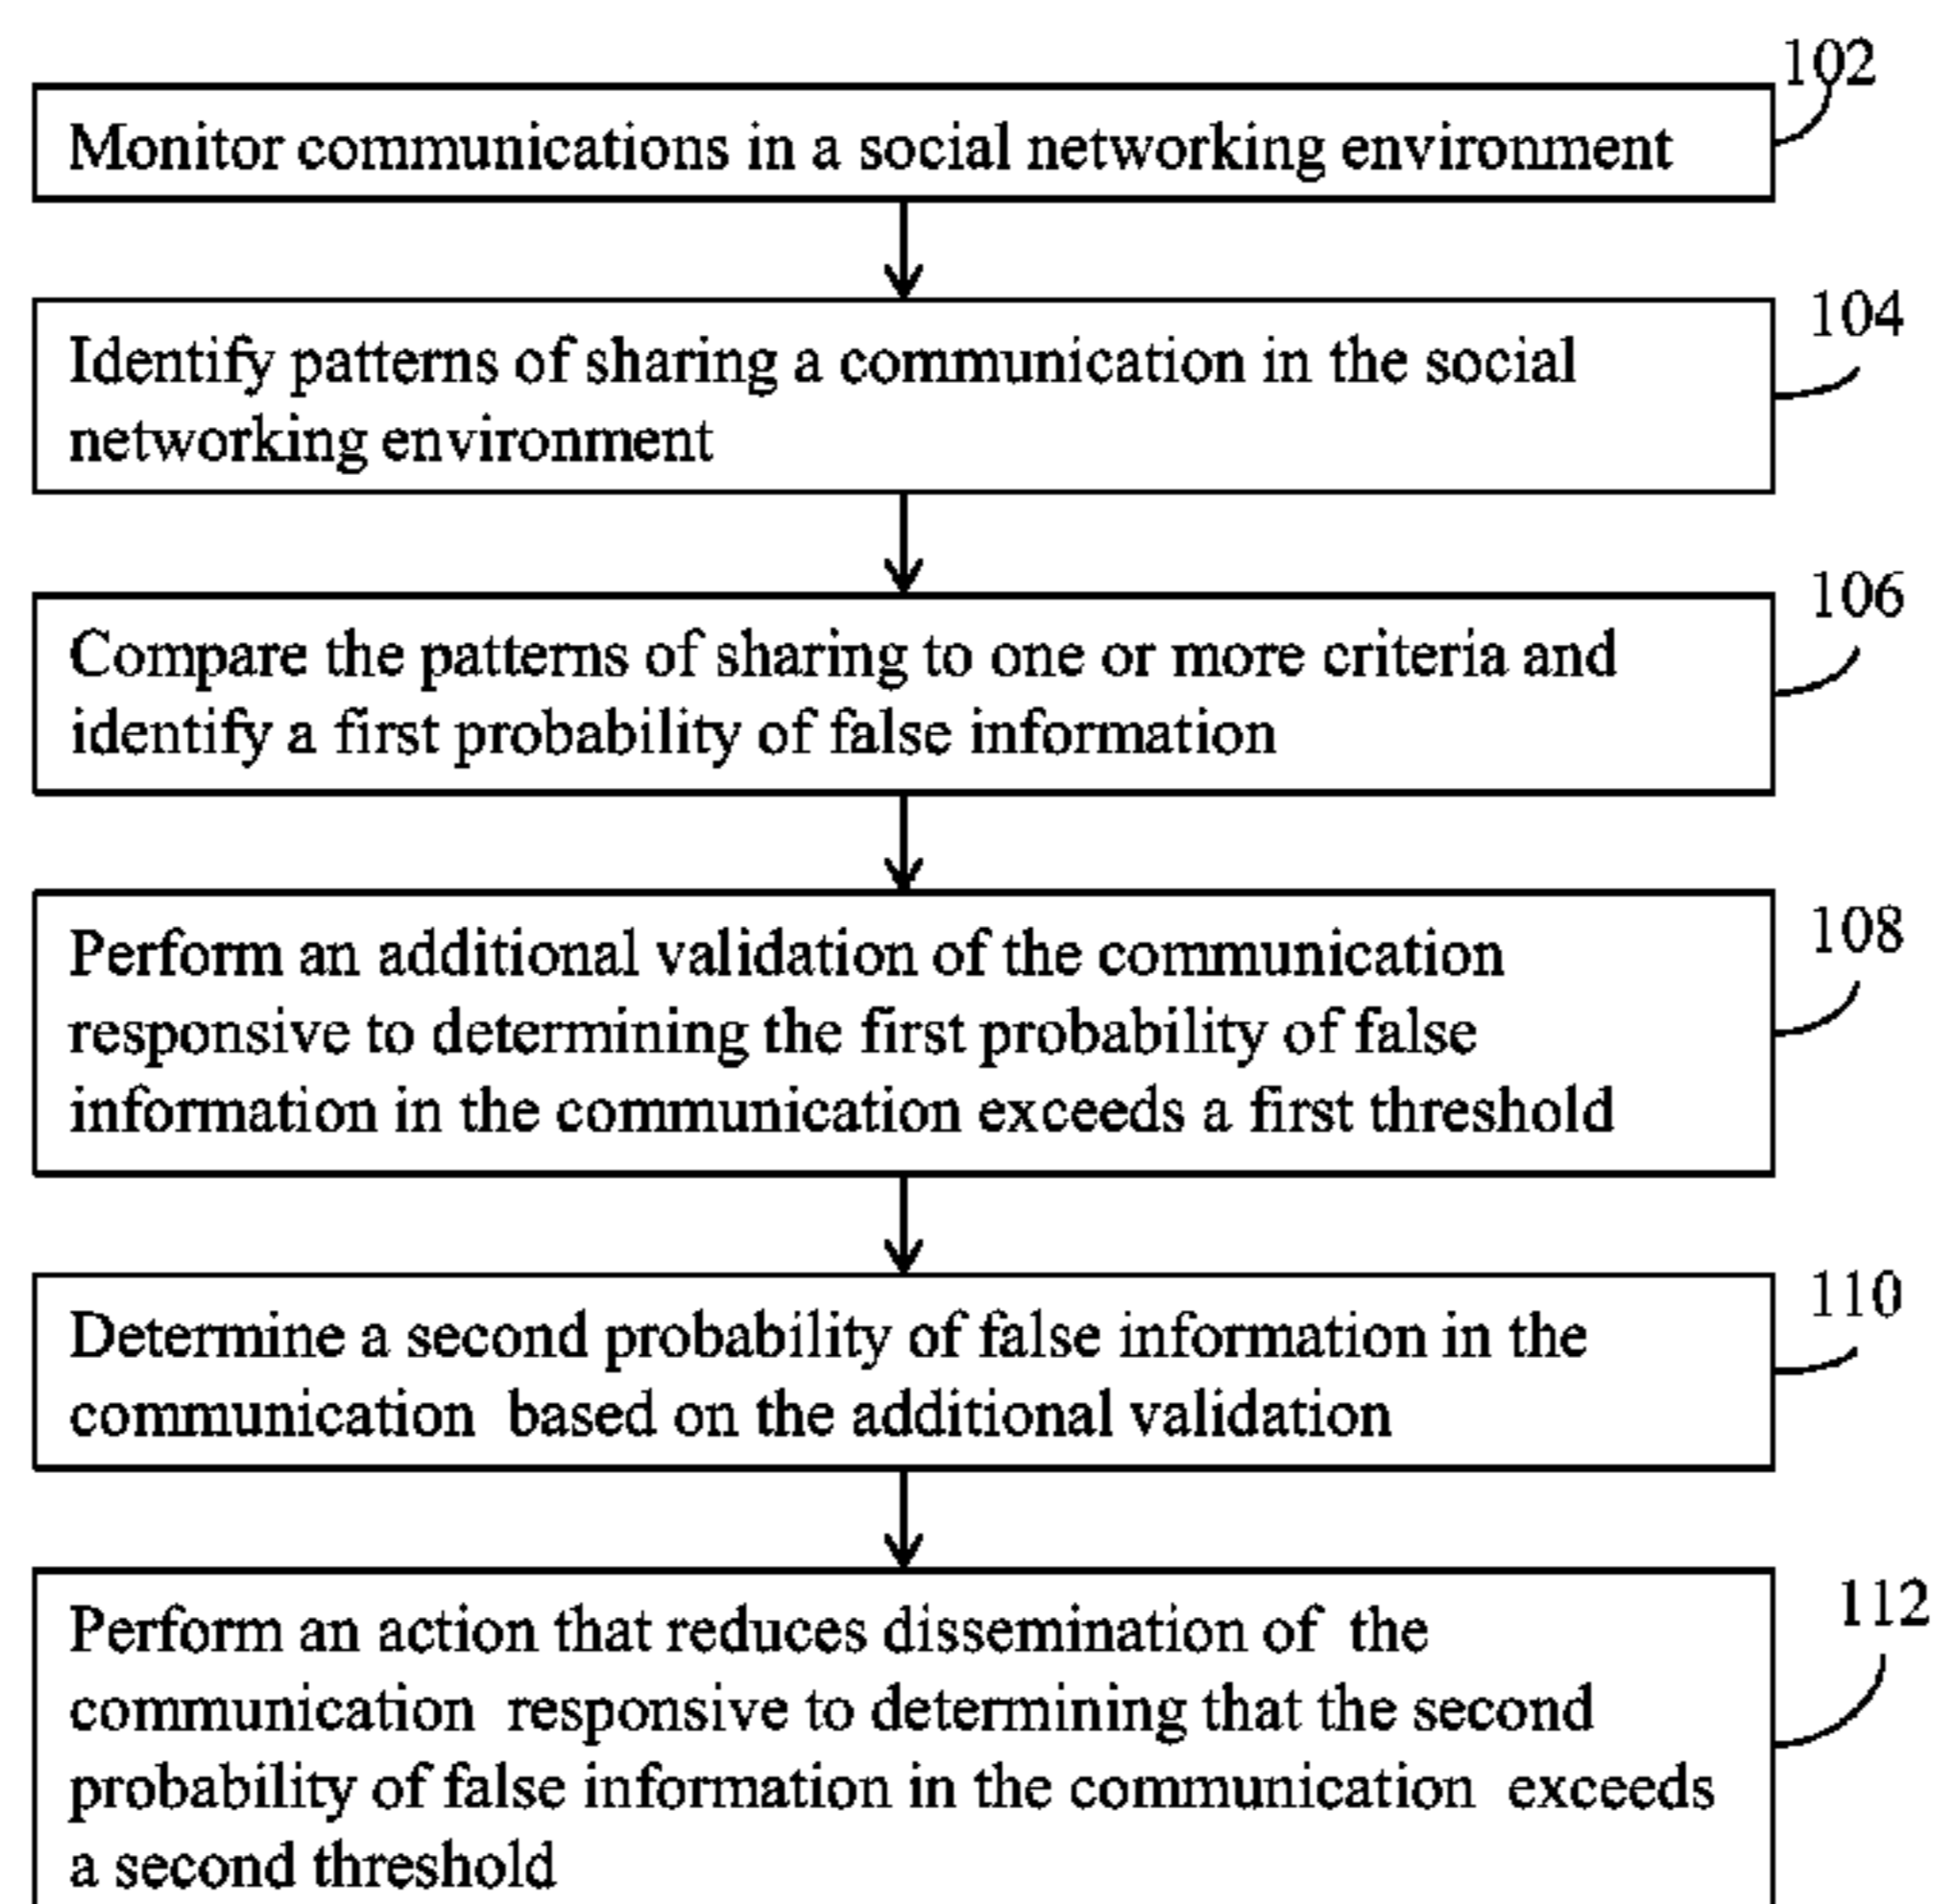 102
Monitor communications in a social networking environment
104
Identify patterns of sharing a communication in the social
networking environment
106
Compare the patterns of sharing to one or more criteria and
identify a first probability of false information
108
Perform an additional validation of the communication
responsive to determining the first probability of false
information in the communication exceeds a first threshold
110
Determine a second probability of false information in the
communication based on the additional validation
112
Perform an action that reduces dissemination of the
communication responsive to determining that the second
probability of false information in the communication exceeds
a second threshold